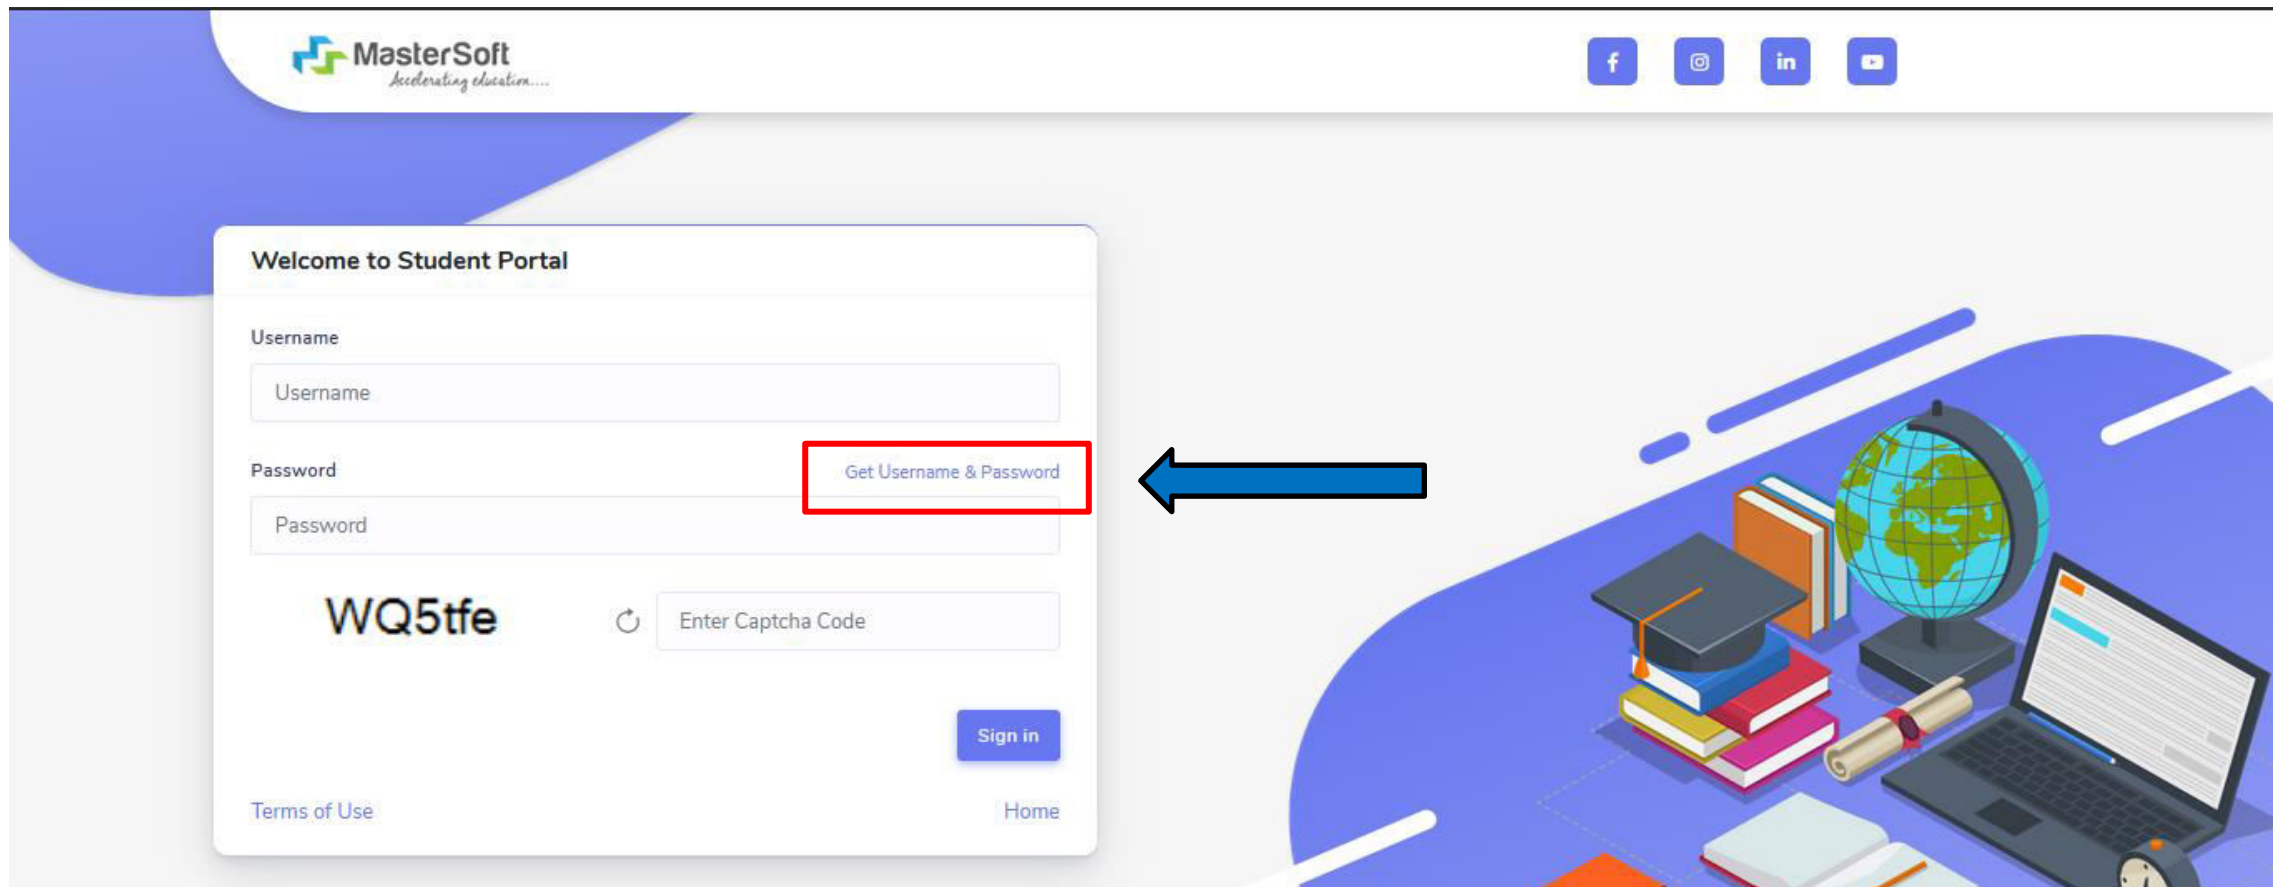 MasterSoft
Accelerating education....
f
in
Welcome to Student Portal
Username
Username
Password
Get Username & Password
Password
WQ5tfe
Enter Captcha Code
Sign in
Terms of Use
Home